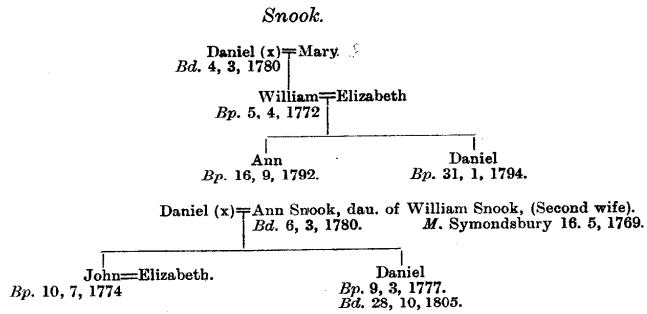 Snook.
Daniel (x)=Mary.
Bd. 4, 3, 1780
William=Elizabeth
Bp. 5, 4, 1772
Ann Daniel
Bp. 16, 9, 1792. Bp. 31, 1, 1794.
Daniel (x)=Ann Snook, dau. of William Snook, (Second wife).
Bd. 6, 3, 1780. M. Symondsbury 16. 5, 1769.
John=Elizabeth. Daniel
Bp. 10, 7, 1774 Bp. 9, 3, 1777.
Bd. 28, 10, 1805.